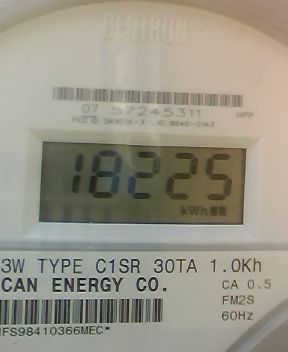 CENTRON
07 57245311
18225
kWh
3W TYPE C1SR 30TA 1.0Kh
CAN ENERGY CO.
CA 0.5
FM2S
60Hz